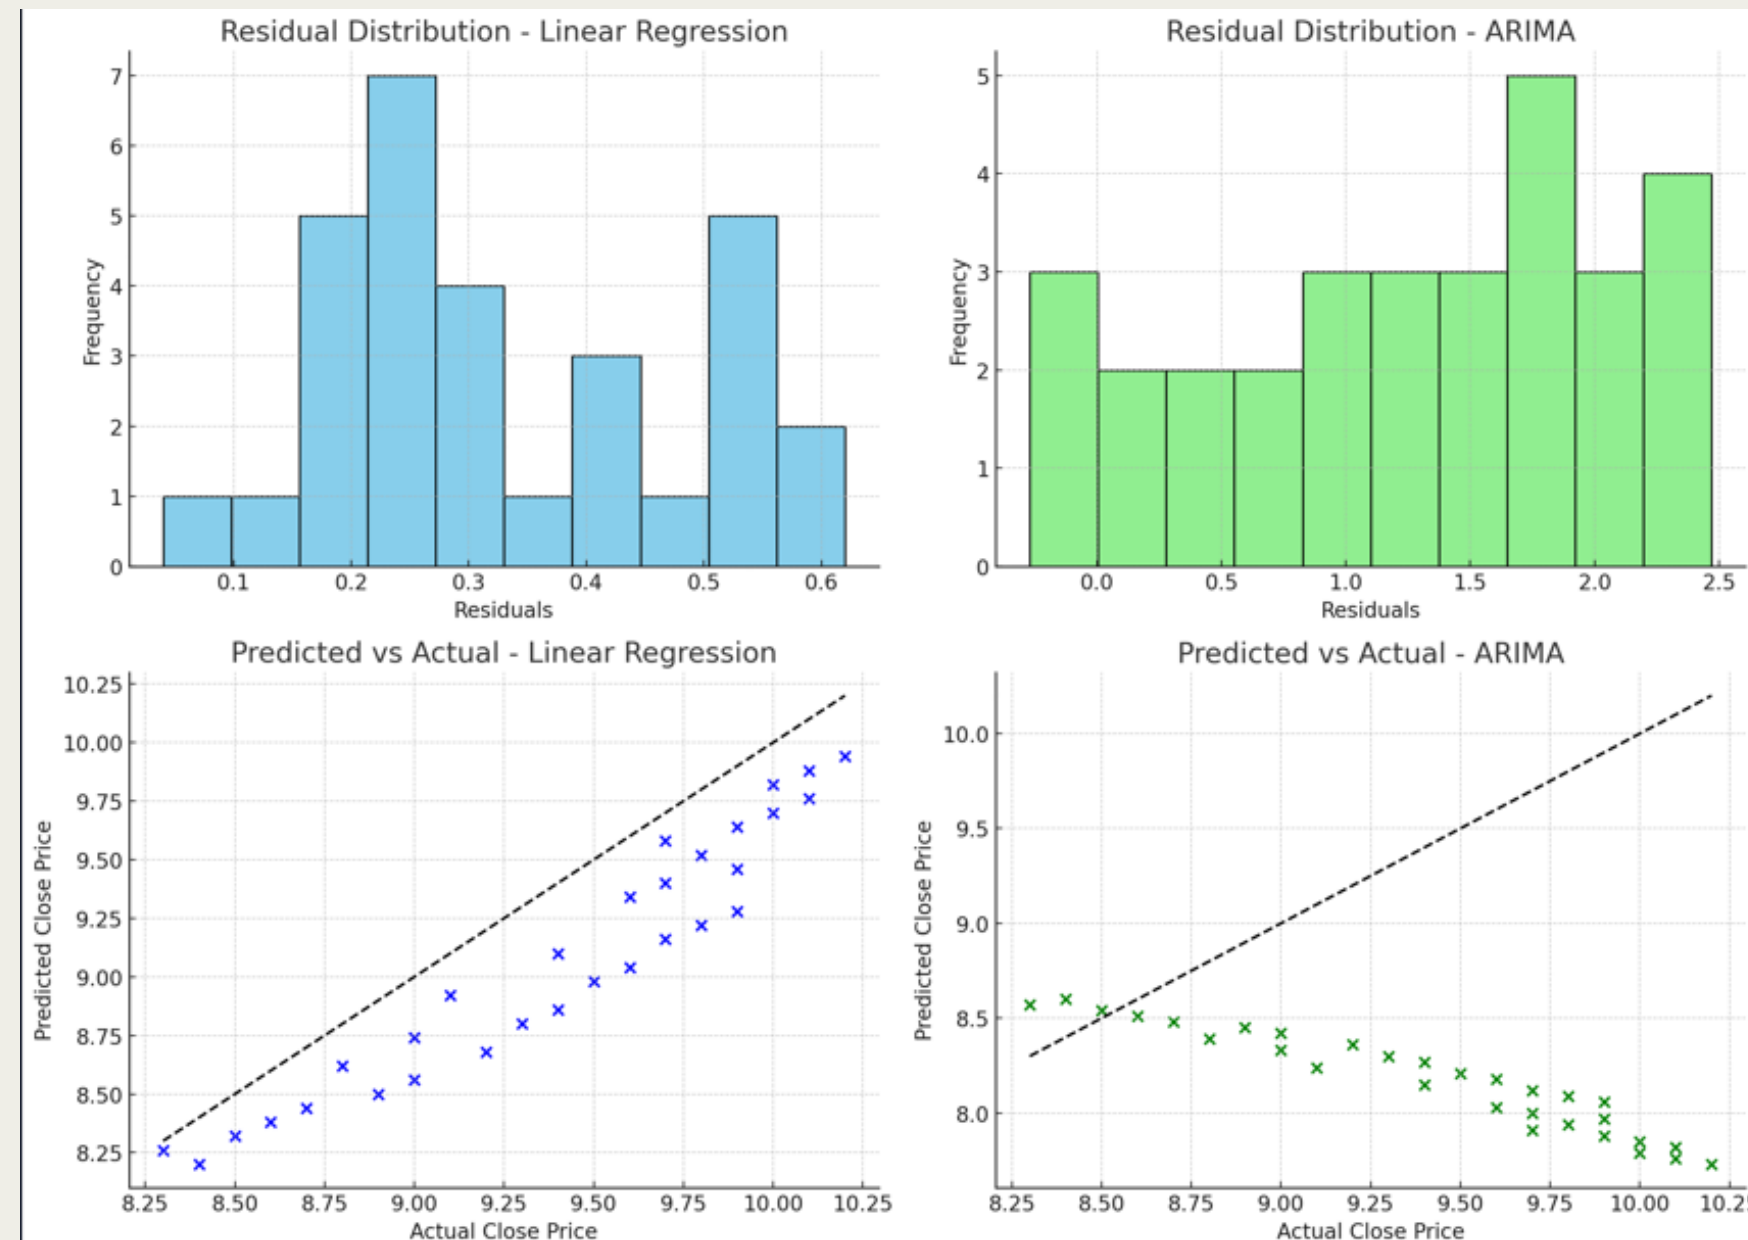 Residual Distribution - Linear Regression
Frequency
7
6
5
4
3
2
1
0
0.1 0.2 0.3 0.4 0.5 0.6
Residuals
Residual Distribution - ARIMA
Frequency
5
4
3
2
1
0
0.0 0.5 1.0 1.5 2.0 2.5
Residuals
Predicted vs Actual - Linear Regression
Predicted Close Price
10.25
10.00
9.75
9.50
9.25
9.00
8.75
8.50
8.25
8.25 8.50 8.75 9.00 9.25 9.50 9.75 10.00 10.25
Actual Close Price
Predicted vs Actual - ARIMA
Predicted Close Price
10.0
9.5
9.0
8.5
8.0
8.25 8.50 8.75 9.00 9.25 9.50 9.75 10.00
Actual Close Price